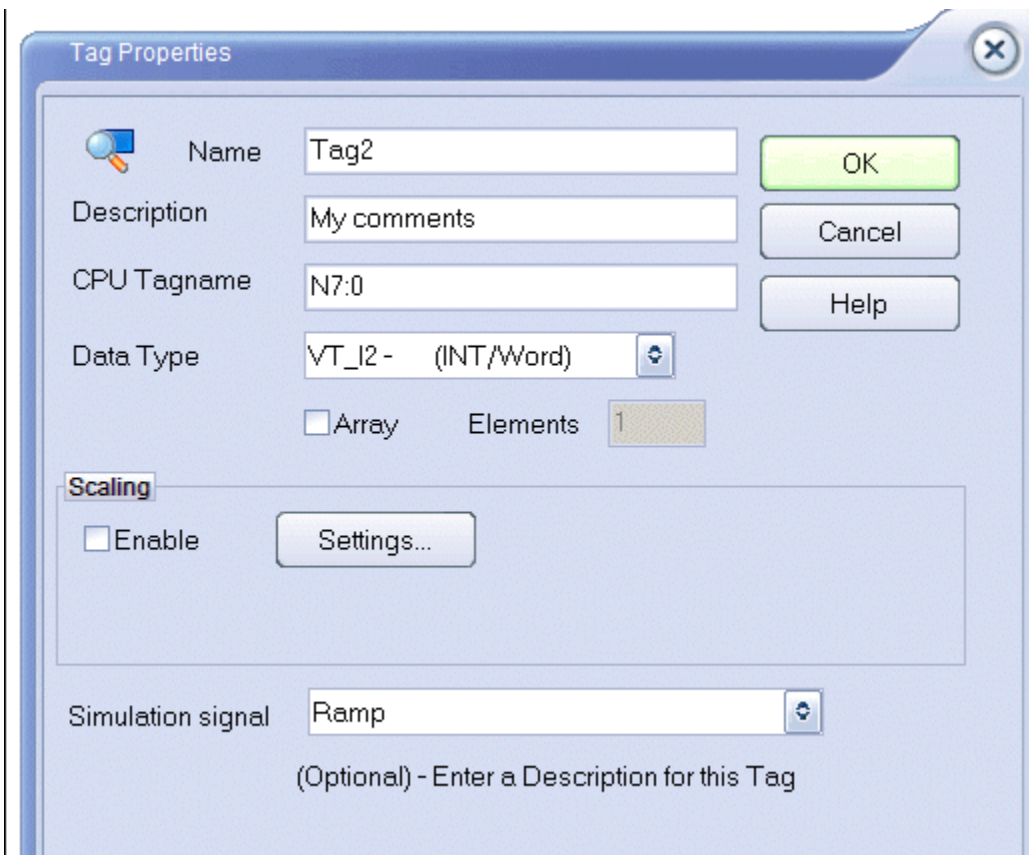 Tag Properties
Name Tag2
OK
Description My comments
Cancel
CPU Tagname N7:0
Help
Data Type VT_I2 - (INT/Word)
Array Elements 1
Scaling
Enable Settings...
Simulation signal Ramp
(Optional) - Enter a Description for this Tag